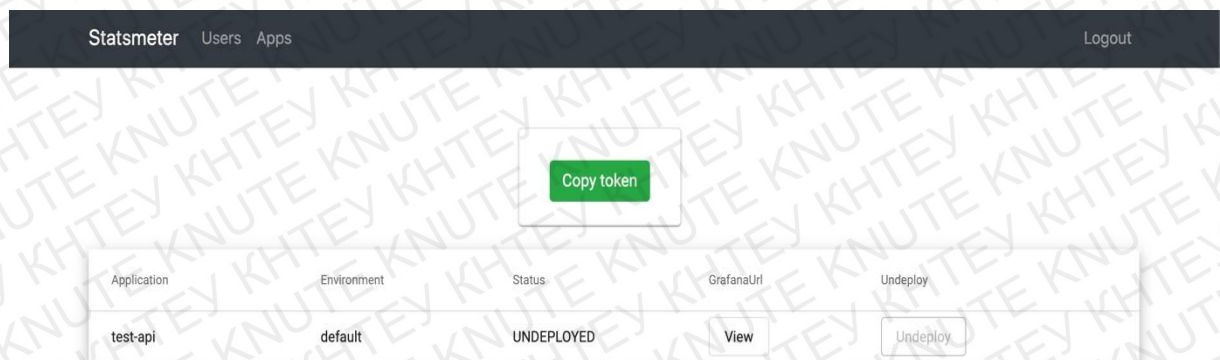 Statsmeter Users Apps Logout
Copy token
Application Environment Status GrafanaUrl Undeploy
test-api default UNDEPLOYED View Undeploy